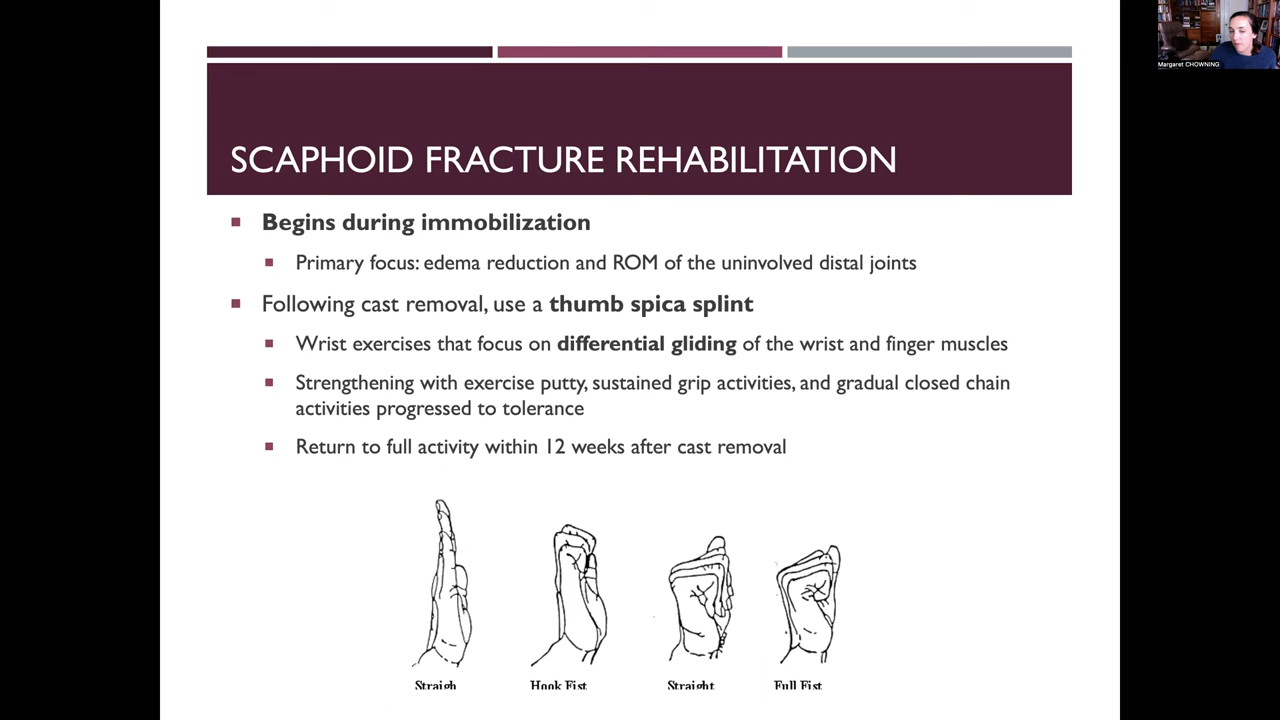 Margaret CHOWNING
SCAPHOID FRACTURE REHABILITATION
Begins during immobilization
Primary focus: edema reduction and ROM of the uninvolved distal joints
Following cast removal, use a thumb spica splint
Wrist exercises that focus on differential gliding of the wrist and finger muscles
Strengthening with exercise putty, sustained grip activities, and gradual closed chain
activities progressed to tolerance
Return to full activity within 12 weeks after cast removal
Straigh Hook Fist Straight Full Fist